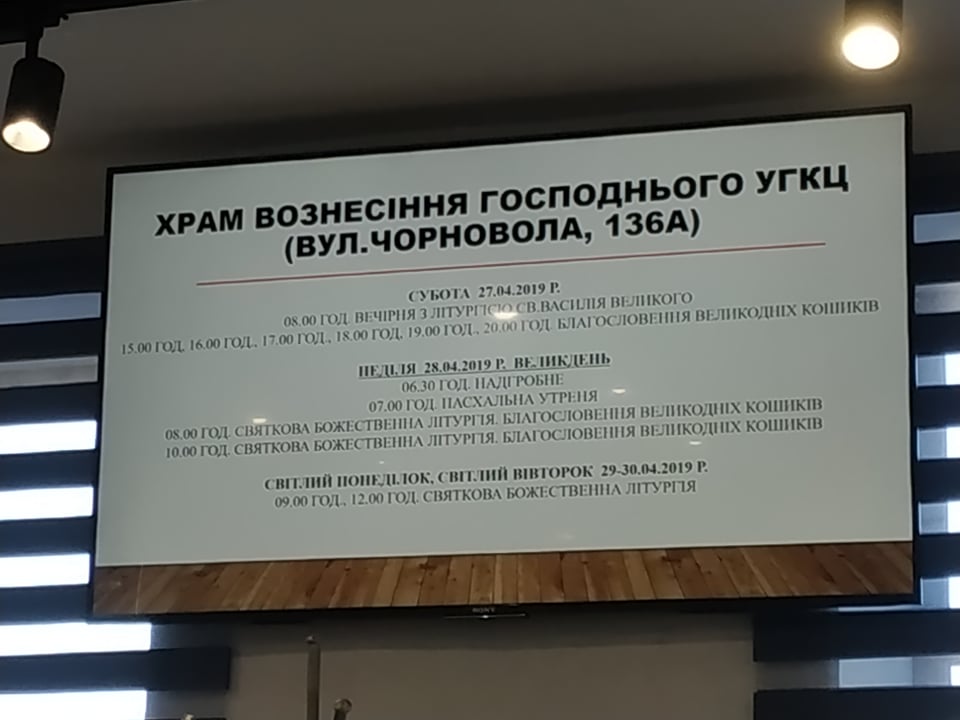 ХРАМ ВОЗНЕСІННЯ ГОСПОДНЬОГО УГКЦ
(ВУЛ.ЧОРНОВОЛА, 136А)
СУБОТА 27.04.2019 Р.
08.00 ГОД. ВЕЧІРНЯ З ЛІТУРГІЄЮ СВ.ВАСИЛІЯ ВЕЛИКОГО
15.00 ГОД, 16.00 ГОД., 17.00 ГОД., 18.00 ГОД, 19.00 ГОД., 20.00 ГОД. БЛАГОСЛОВЕННЯ ВЕЛИКОДНІХ КОШИКІВ
НЕДІЛЯ 28.04.2019 Р. ВЕЛИКДЕНЬ
06.30 ГОД. НАДГРОБНЕ
07.00 ГОД. ПАСХАЛЬНА УТРЕНЯ
08.00 ГОД. СВЯТКОВА БОЖЕСТВЕННА ЛІТУРГІЯ. БЛАГОСЛОВЕННЯ ВЕЛИКОДНІХ КОШИКІВ
10.00 ГОД. СВЯТКОВА БОЖЕСТВЕННА ЛІТУРГІЯ. БЛАГОСЛОВЕННЯ ВЕЛИКОДНІХ КОШИКІВ
СВІТЛИЙ ПОНЕДІЛОК, СВІТЛИЙ ВІВТОРОК 29-30.04.2019 Р.
09.00 ГОД., 12.00 ГОД. СВЯТКОВА БОЖЕСТВЕННА ЛІТУРГІЯ
SONY